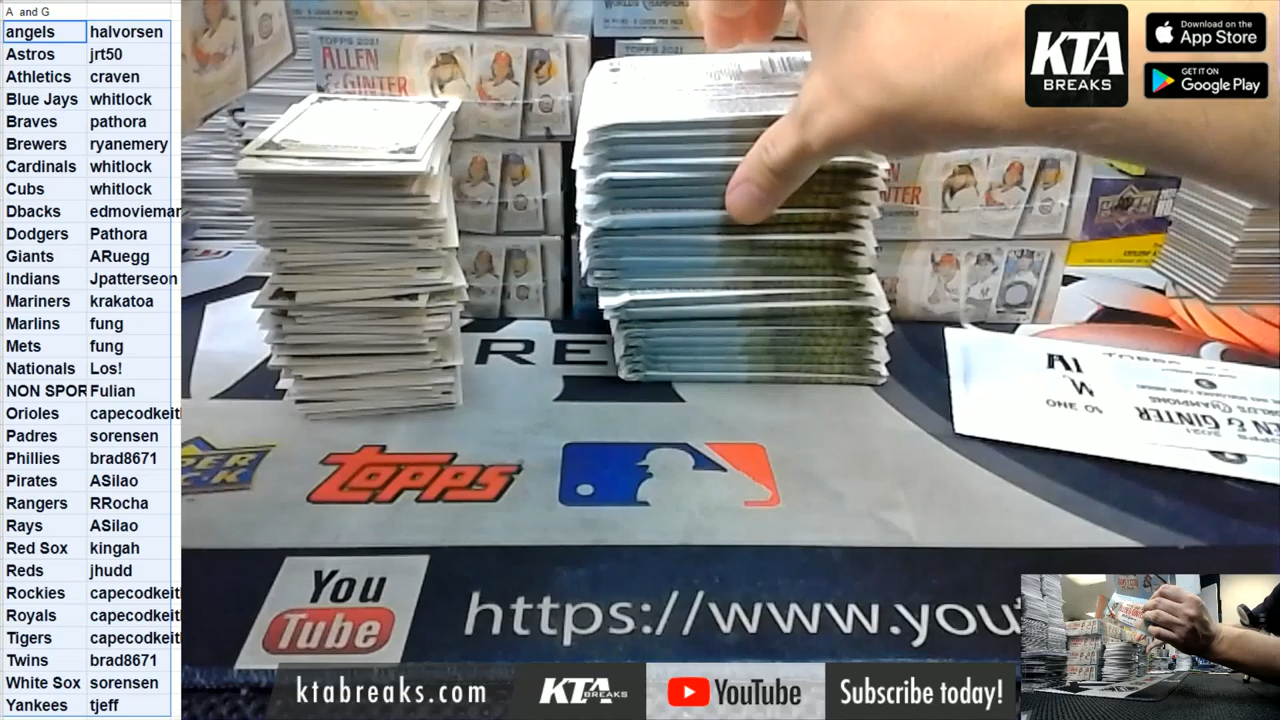 A and G
angels halvorsen
Astros jrt50
Athletics craven
Blue Jays whitlock
Braves pathora
Brewers ryanemery
Cardinals whitlock
Cubs whitlock
Dbacks edmoviemar
Dodgers Pathora
Giants ARuegg
Indians Jpatterseon
Mariners krakatoa
Marlins fung
Mets fung
Nationals Los!
NON SPOR Fulian
Orioles capecodkeit
Padres sorensen
Phillies brad8671
Pirates ASilao
Rangers RRocha
Rays ASilao
Red Sox kingah
Reds jhudd
Rockies capecodkeit
Royals capecodkeit
Tigers capecodkeit
Twins brad8671
White Sox sorensen
Yankees tjeff
TOPPS 2021
ALLEN
& GINTER
KTA
BREAKS
Download on the
App Store
GET IT ON
Google Play
RE
TOPPS
You
Tube
https://www.you
ktabreaks.com
KTA BREAKS
YouTube
Subscribe today!